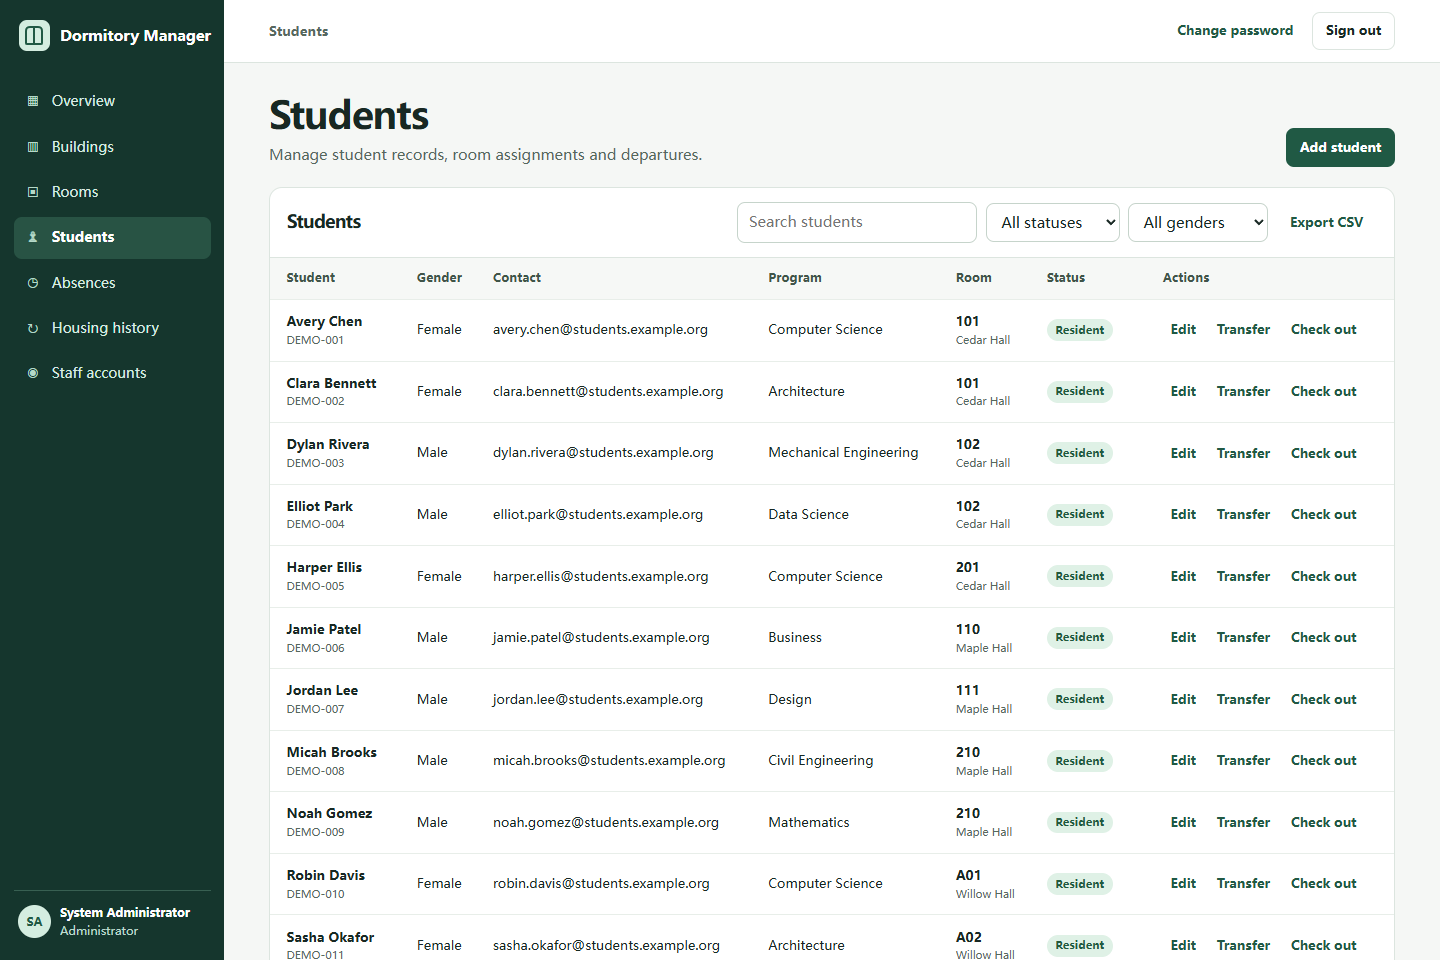 Dormitory Manager
Overview
Buildings
Rooms
Students
Absences
Housing history
Staff accounts
SA
System Administrator
Administrator
Students
Change password
Sign out
Students
Manage student records, room assignments and departures.
Add student
Students
Search students
All statuses
All genders
Export CSV
Student Gender Contact Program Room Status Actions
Avery Chen Female avery.chen@students.example.org Computer Science 101 Resident Edit Transfer Check out
DEMO-001 Cedar Hall
Clara Bennett Female clara.bennett@students.example.org Architecture 101 Resident Edit Transfer Check out
DEMO-002 Cedar Hall
Dylan Rivera Male dylan.rivera@students.example.org Mechanical Engineering 102 Resident Edit Transfer Check out
DEMO-003 Cedar Hall
Elliot Park Male elliot.park@students.example.org Data Science 102 Resident Edit Transfer Check out
DEMO-004 Cedar Hall
Harper Ellis Female harper.ellis@students.example.org Computer Science 201 Resident Edit Transfer Check out
DEMO-005 Cedar Hall
Jamie Patel Male jamie.patel@students.example.org Business 110 Resident Edit Transfer Check out
DEMO-006 Maple Hall
Jordan Lee Male jordan.lee@students.example.org Design 111 Resident Edit Transfer Check out
DEMO-007 Maple Hall
Micah Brooks Male micah.brooks@students.example.org Civil Engineering 210 Resident Edit Transfer Check out
DEMO-008 Maple Hall
Noah Gomez Male noah.gomez@students.example.org Mathematics 210 Resident Edit Transfer Check out
DEMO-009 Maple Hall
Robin Davis Female robin.davis@students.example.org Computer Science A01 Resident Edit Transfer Check out
DEMO-010 Willow Hall
Sasha Okafor Female sasha.okafor@students.example.org Architecture A02 Resident Edit Transfer Check out
DEMO-011 Willow Hall